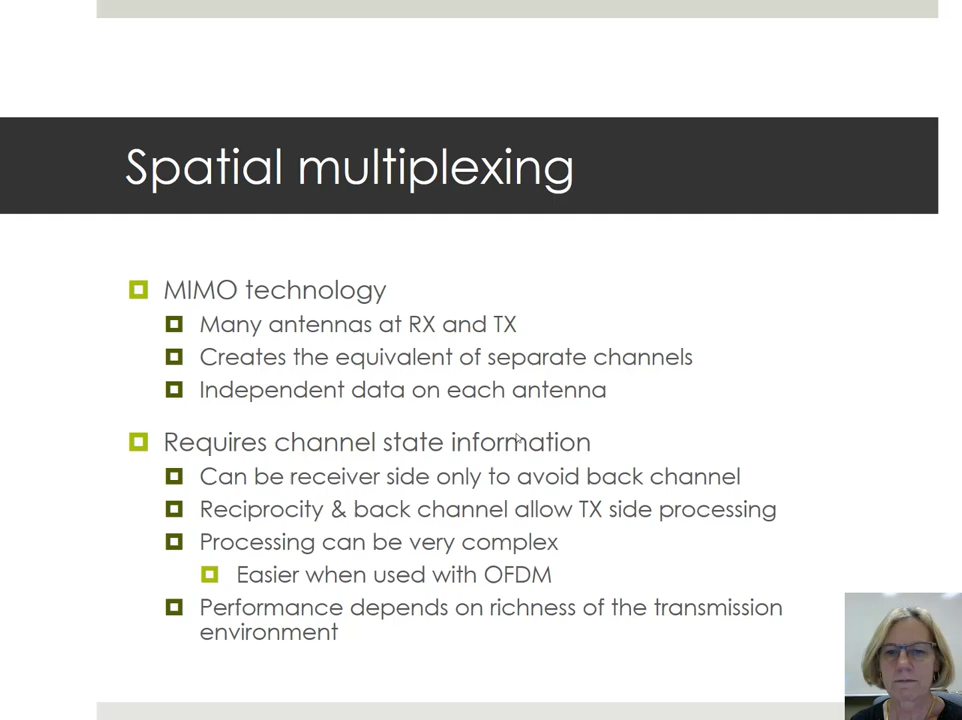 Spatial multiplexing
MIMO technology
Many antennas at RX and TX
Creates the equivalent of separate channels
Independent data on each antenna
Requires channel state information
Can be receiver side only to avoid back channel
Reciprocity & back channel allow TX side processing
Processing can be very complex
Easier when used with OFDM
Performance depends on richness of the transmission
environment